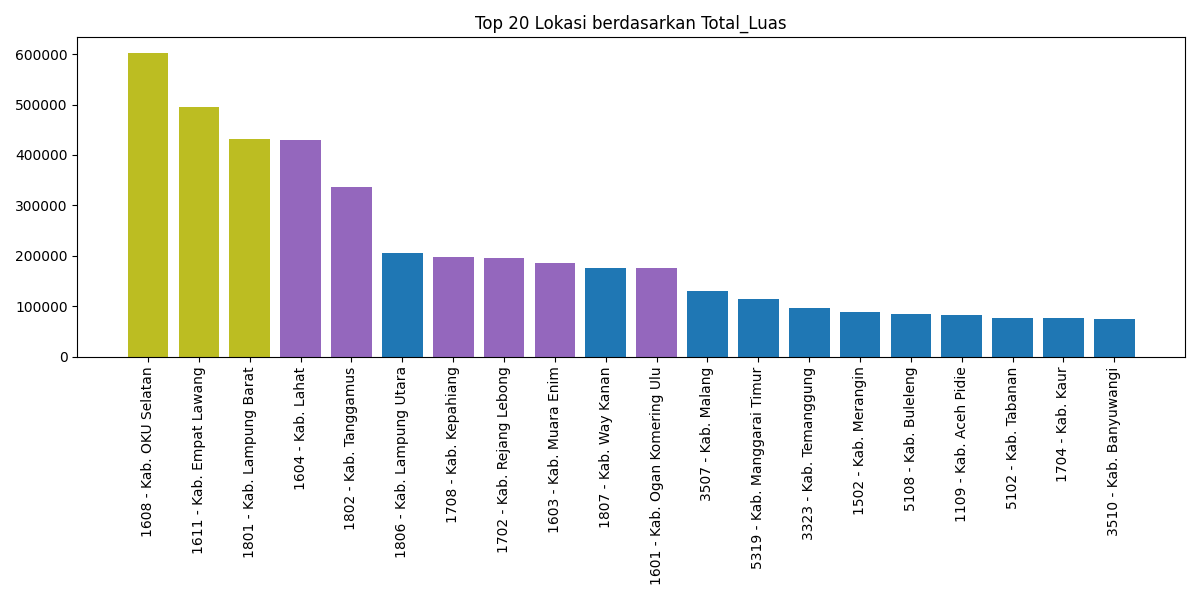 Top 20 Lokasi berdasarkan Total_Luas
600000
500000
400000
300000
200000
100000
0
1608 - Kab. OKU Selatan
1611 - Kab. Empat Lawang
1801 - Kab. Lampung Barat
1604 - Kab. Lahat
1802 - Kab. Tanggamus
1806 - Kab. Lampung Utara
1708 - Kab. Kepahiang
1702 - Kab. Rejang Lebong
1603 - Kab. Muara Enim
1807 - Kab. Way Kanan
1601 - Kab. Ogan Komering Ulu
3507 - Kab. Malang
5319 - Kab. Manggarai Timur
3323 - Kab. Temanggung
1502 - Kab. Merangin
5108 - Kab. Buleleng
1109 - Kab. Aceh Pidie
5102 - Kab. Tabanan
1704 - Kab. Kaur
3510 - Kab. Banyuwangi